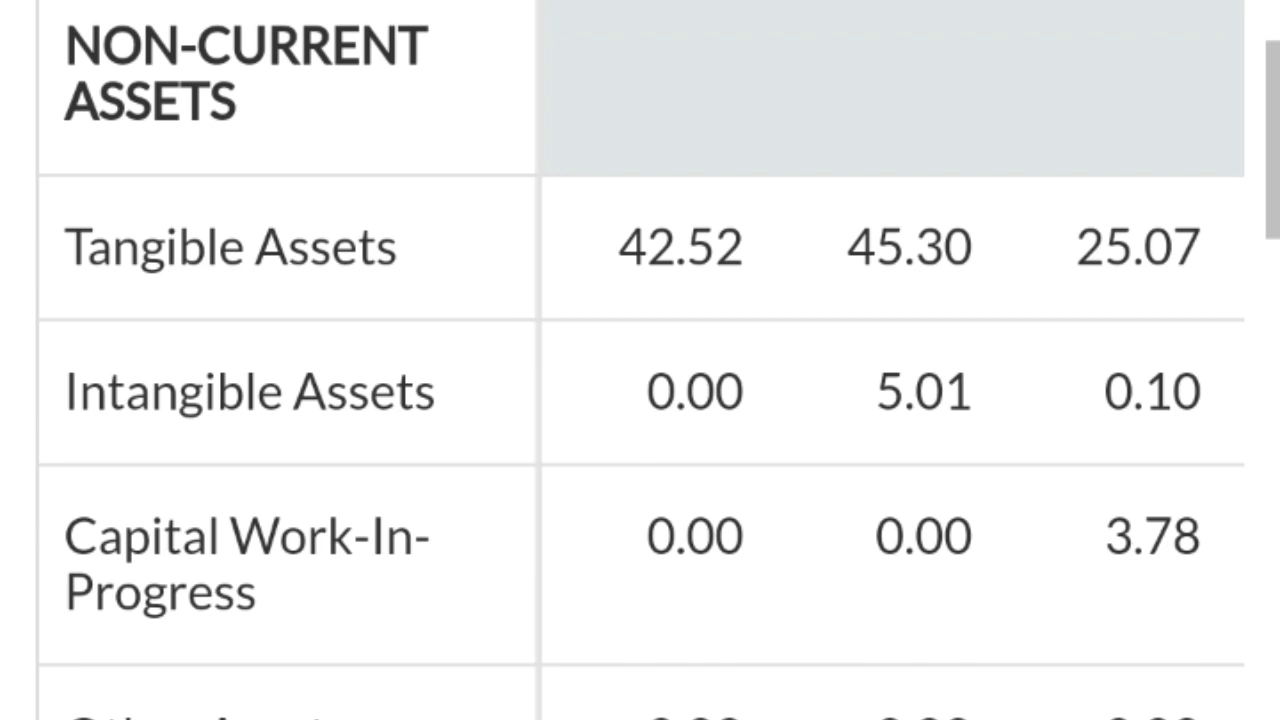 NON-CURRENT
ASSETS
Tangible Assets 42.52 45.30 25.07
Intangible Assets 0.00 5.01 0.10
Capital Work-In- 0.00 0.00 3.78
Progress